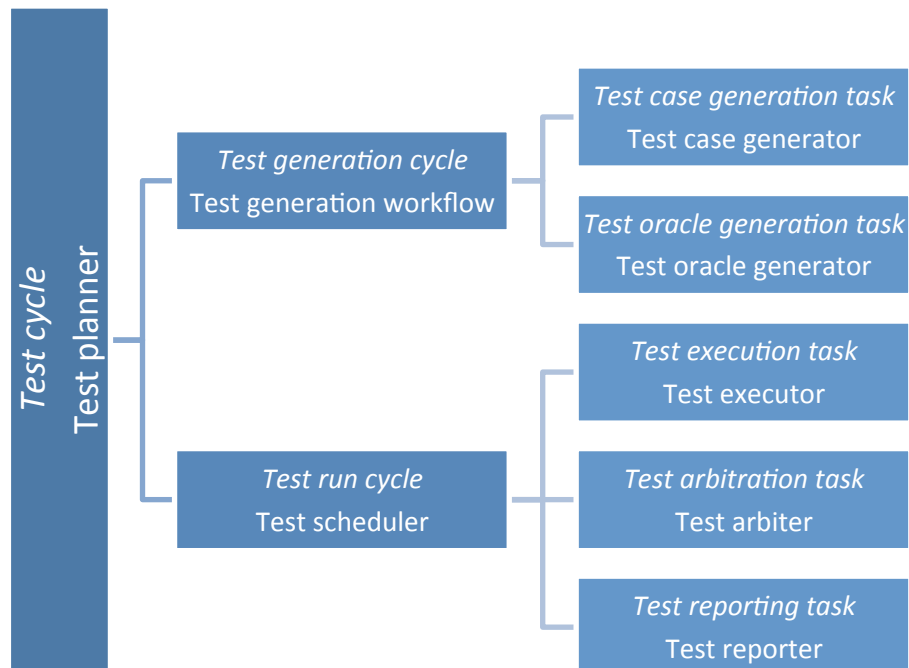 Test cycle
Test planner
Test generation cycle
Test generation workflow
Test case generation task
Test case generator
Test oracle generation task
Test oracle generator
Test run cycle
Test scheduler
Test execution task
Test executor
Test arbitration task
Test arbiter
Test reporting task
Test reporter